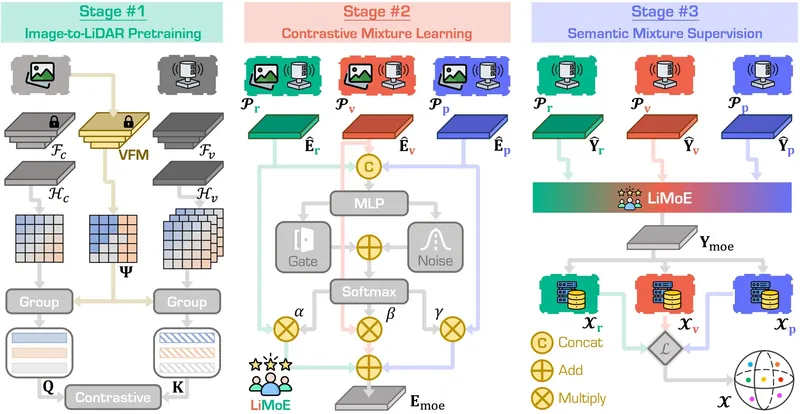 Stage #1
Image-to-LiDAR Pretraining
ℱc
VFM
ℱv
ℋc
ℋv
Ψ
Group
Group
Q
K
Contrastive
Stage #2
Contrastive Mixture Learning
𝒫r
𝒫v
𝒫p
Êr
Êv
Êp
C
MLP
Gate
Noise
Softmax
α
β
γ
LiMoE
Emoe
Stage #3
Semantic Mixture Supervision
𝒫r
𝒫v
𝒫p
Ŷr
Ŷv
Ŷp
LiMoE
Ymoe
𝒳r
𝒳v
𝒳p
ℒ
C Concat
Add
Multiply
𝒳